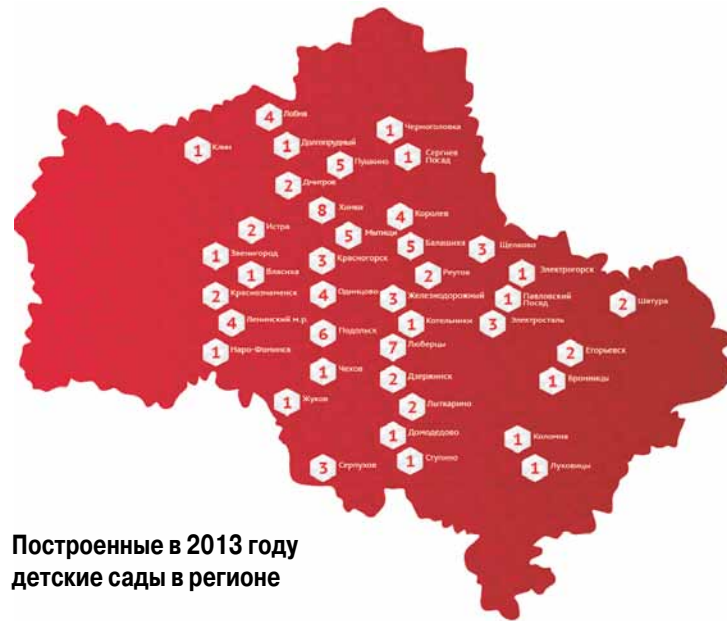 4 Лобня
1 Черноголовка
1 Клин
1 Долгопрудный
5 Пушкино
1 Сергиев
Посад
2 Дмитров
8 Химки
4 Королев
2 Истра
5 Мытищи
5 Балашиха
3 Щелково
1 Звенигород
3 Красногорск
1 Власиха
2 Реутов
1 Электрогорск
2 Краснознаменск
4 Одинцово
3 Железнодорожный
1 Павловский
Посад
2 Шатура
4 Ленинский м.р.
6 Подольск
1 Котельники
3 Электросталь
7 Люберцы
1 Наро-Фоминск
2 Егорьевск
1 Чехов
2 Дзержинск
1 Бронницы
1 Жуков
2 Лыткарино
1 Домодедово
1 Коломна
3 Серпухов
1 Ступино
1 Луховицы
Построенные в 2013 году
детские сады в регионе